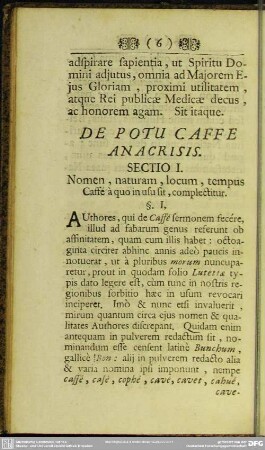 ( 6 )
adspirare sapientia, ut Spiritu Do-
mini adjutus, omnia ad Majorem E-
jus Gloriam, proximi utilitatem,
atque Rei publicæ Medicæ decus,
ac honorem agam. Sit itaque.
DE POTU CAFFE
ANACRISIS.
SECTIO I.
Nomen, naturam, locum, tempus
Caffè à quo in usu sit, complectitur.
§. I.
AUthores, qui de Caffè sermonem fecére,
illud ad fabarum genus referunt ob
affinitatem, quam cum illis habet: octoa-
ginta circiter abhinc annis adeò paucis in-
notuerat, ut à pluribus morum nuncupa-
retur, prout in quodam folio Lutetiæ ty-
pis dato legere est, cùm tunc in nostris re-
gionibus sorbitio hæc in usum revocari
inciperet. Imò & nunc etsi invaluerit,
mirum quantum circa ejus nomen & qua-
litates Authores discrepant. Quidam enim
antequam in pulverem redactum sit, no-
minandum esse censent latinè Bunchum,
gallicè Bon: alij in pulverem redacto alia
& varia nomina ipsi imponunt, nempe
caffè, cafè, cophè, cavè, cavet, cahuè,
cave-